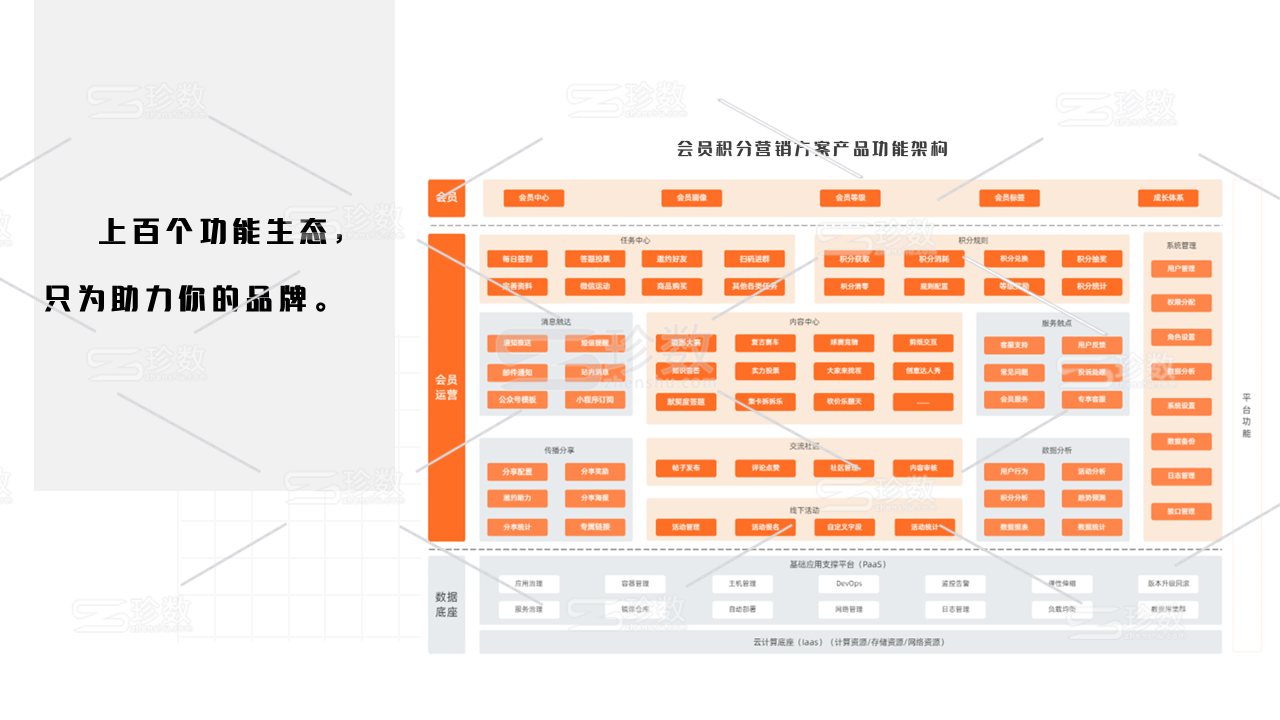 上百个功能生态，
只为助力你的品牌。
会员积分营销方案产品功能架构
会员
会员中心 会员画像 会员等级 会员标签 成长体系
会员运营
任务中心
每日签到 答题投票 邀约好友 扫码进群
完善资料 微信运动 商品购买 其他各类任务
积分规则
积分获取 积分消耗 积分兑换 积分抽奖
积分清零 规则配置 等级奖励 积分统计
消息触达
通知推送 短信提醒
邮件通知 站内消息
公众号模板 小程序订阅
内容中心
复古赛车 球赛竞猜 剪纸交互
知识宣答 实力投票 大家来找茬 创意达人秀
默契度答题 集卡拆拆乐 砍价乐翻天 ......
服务触点
客服支持 用户反馈
常见问题 投诉处理
会员服务 专享客服
传播分享
分享配置 分享奖励
邀约助力 分享海报
分享统计 专属链接
交流社区
帖子发布 评论点赞 社区管理 内容审核
线下活动
活动管理 活动报名 自定义字段 活动统计
数据分析
用户行为 活动分析
积分分析 趋势预测
数据报表 数据统计
系统管理
用户管理
权限分配
角色设置
数据分析
系统设置
数据备份
日志管理
接口管理
平台功能
数据底座
基础应用支撑平台（PaaS）
应用治理 容器管理 主机管理 DevOps 监控告警 弹性伸缩 版本升级回滚
服务治理 镜像仓库 自动部署 网络管理 日志管理 负载均衡 数据库集群
云计算底座（Iaas）（计算资源/存储资源/网络资源）
珍数
zhenshu.com